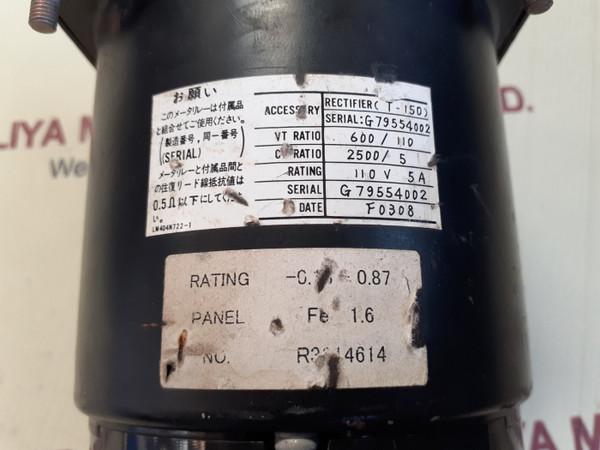 お願い
このメータリレーは付属品
と組合せてご使用ください。
(製造番号，同一番号)
(SERIAL)
メータリレーと付属品間と
の往復リード線抵抗値は
0.5Ω以下にしてくださ
い。
LM404N722-1
ACCESSORY RECTIFIER( T-150)
SERIAL: G79554002
VT RATIO 600 / 110
RATIO 2500 / 5
RATING 110 V 5A
SERIAL G79554002
DATE F0308
RATING 0.87
PANEL Fe 1.6
NO.
LIYA M
D.
We